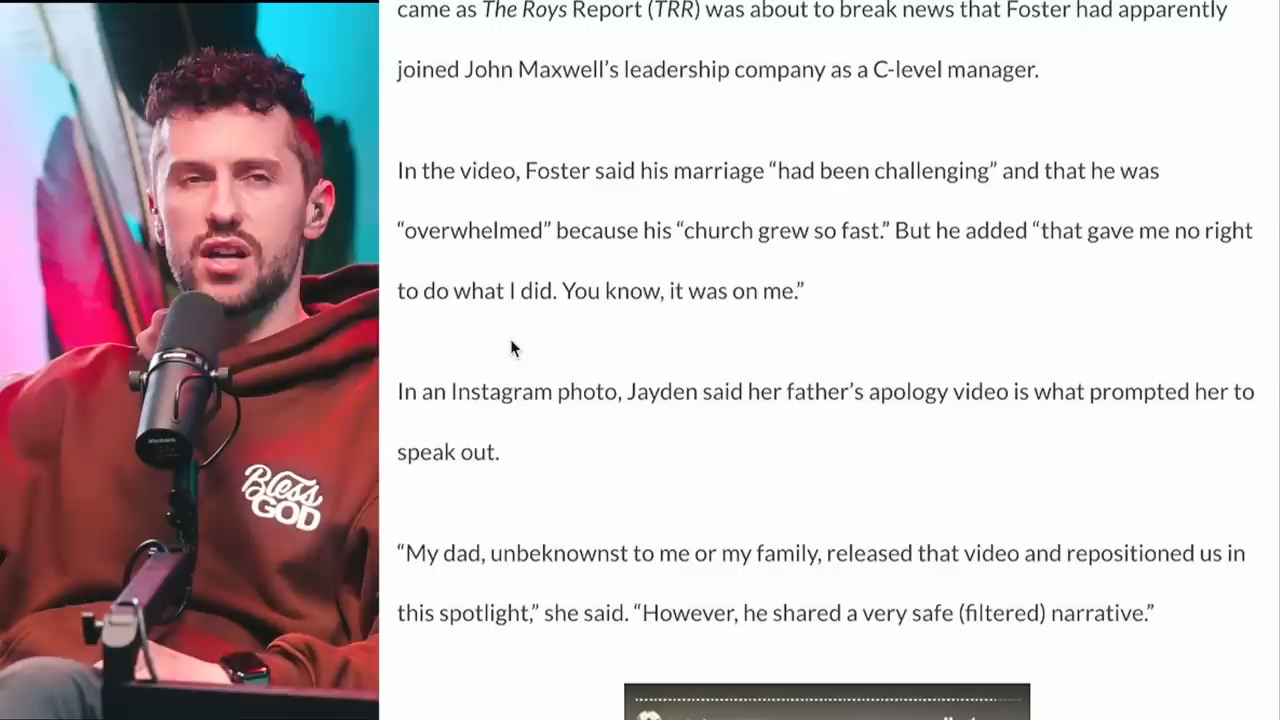 came as The Roys Report (TRR) was about to break news that Foster had apparently
joined John Maxwell’s leadership company as a C-level manager.
In the video, Foster said his marriage “had been challenging” and that he was
“overwhelmed” because his “church grew so fast.” But he added “that gave me no right
to do what I did. You know, it was on me.”
In an Instagram photo, Jayden said her father’s apology video is what prompted her to
speak out.
“My dad, unbeknownst to me or my family, released that video and repositioned us in
this spotlight,” she said. “However, he shared a very safe (filtered) narrative.”
Bless
GOD